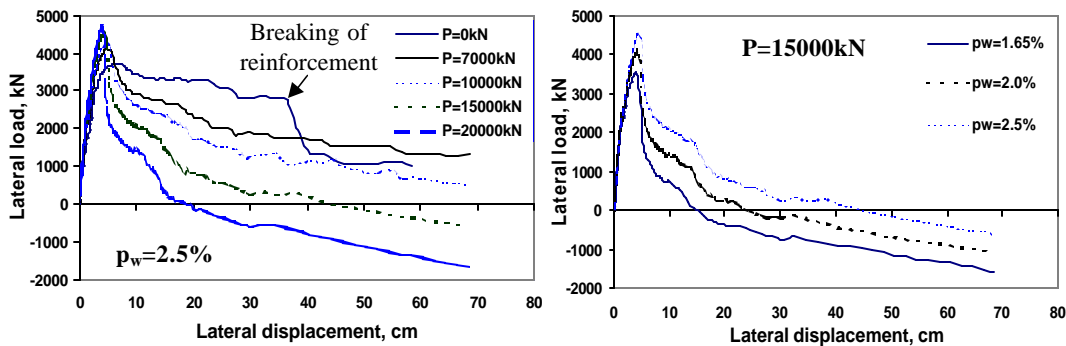 5000
4000
3000
2000
1000
0
-1000
-2000
Lateral load, kN
Breaking of
reinforcement
P=0kN
P=7000kN
P=10000kN
P=15000kN
P=20000kN
pw=2.5%
0 10 20 30 40 50 60 70 80
Lateral displacement, cm
5000
4000
3000
2000
1000
0
-1000
-2000
Lateral load, kN
P=15000kN
pw=1.65%
pw=2.0%
pw=2.5%
0 10 20 30 40 50 60 70 80
Lateral displacement, cm